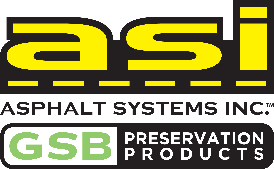 asi
ASPHALT SYSTEMS INC.™
GSB PRESERVATION
PRODUCTS